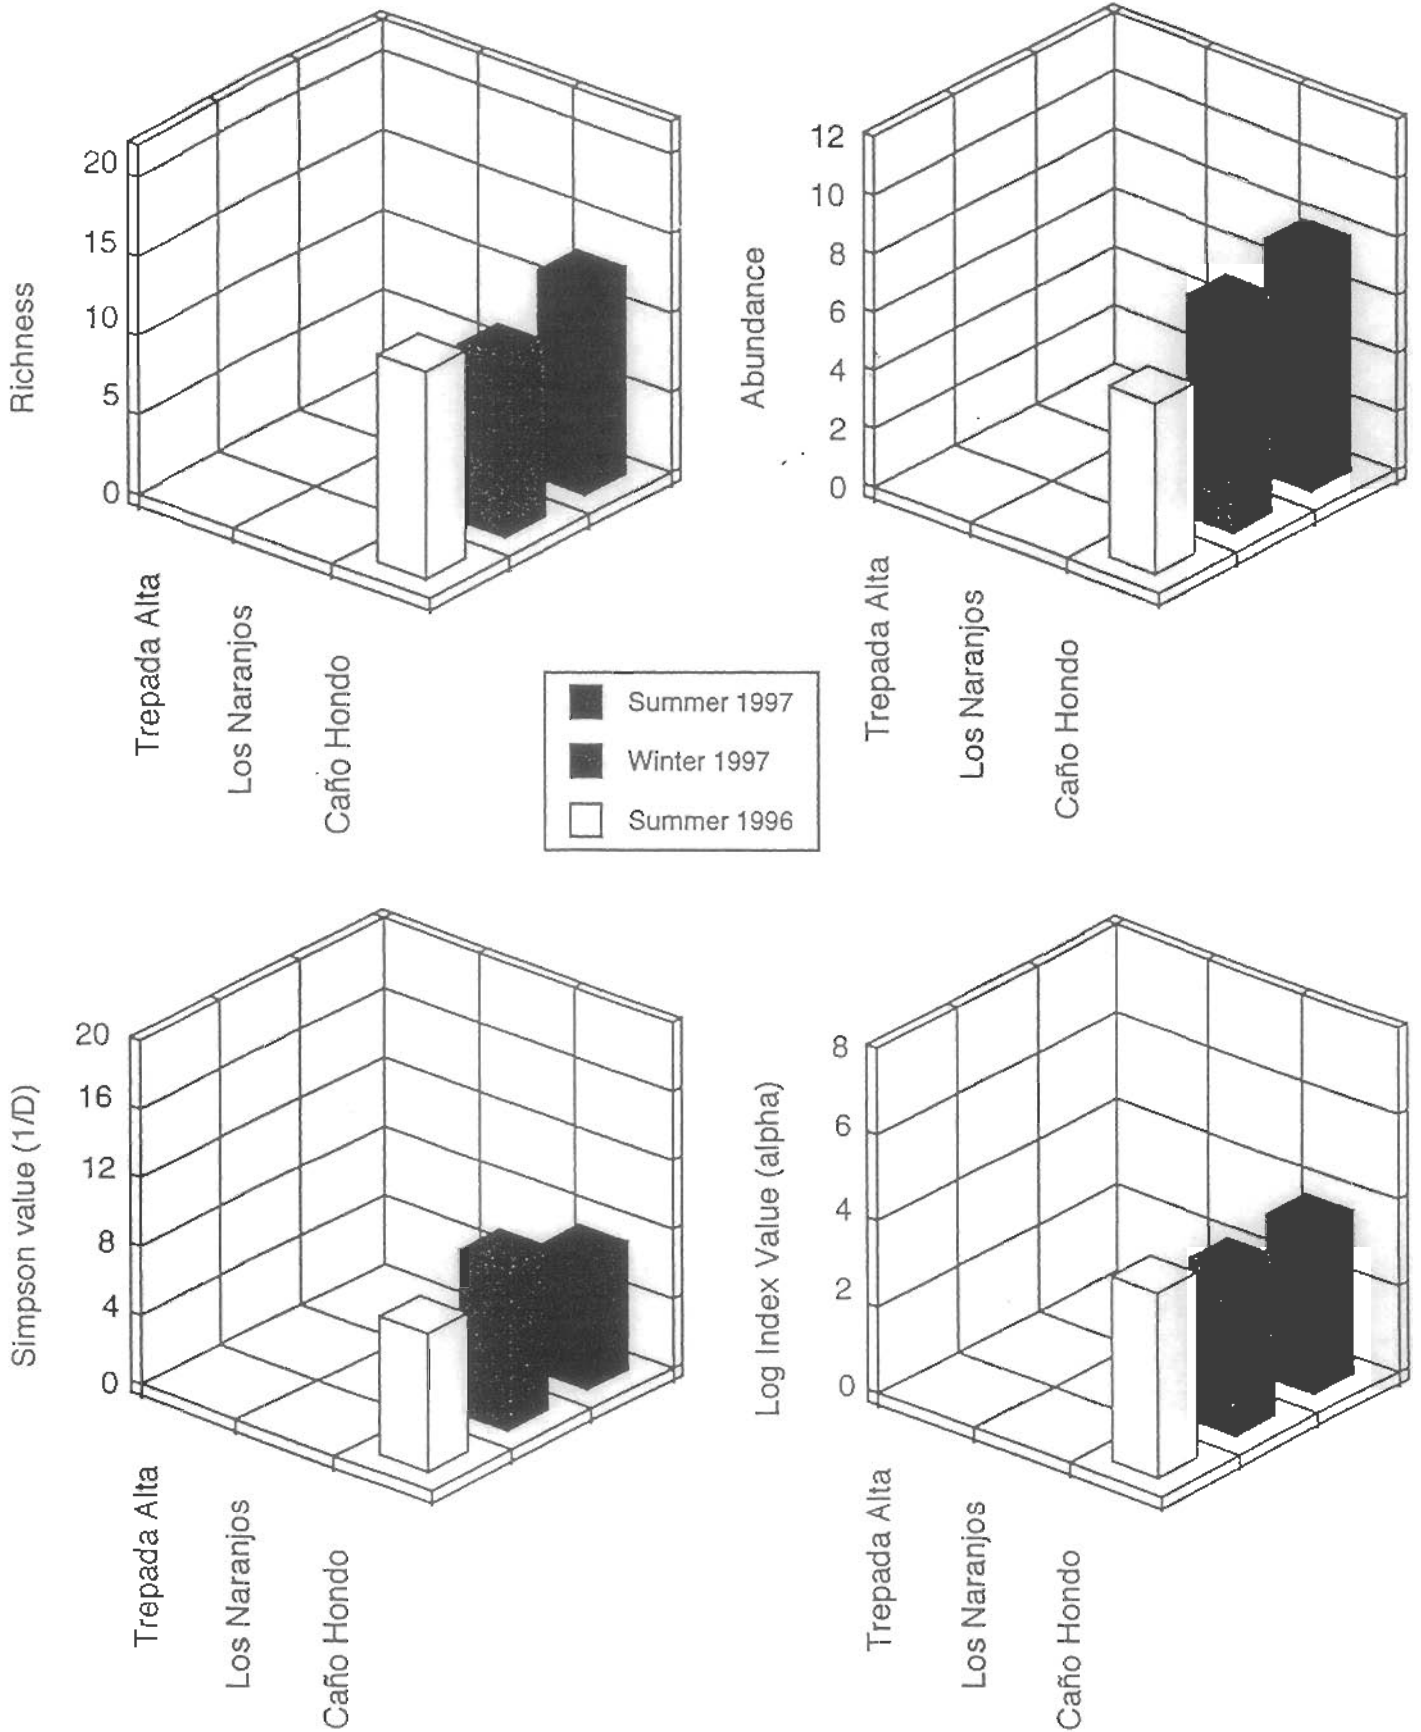 20
15
10
5
0
Richness
Trepada Alta
Los Naranjos
Caño Hondo
12
10
8
6
4
2
0
Abundance
Trepada Alta
Los Naranjos
Caño Hondo
Summer 1997
Winter 1997
Summer 1996
20
16
12
8
4
0
Simpson value (1/D)
Trepada Alta
Los Naranjos
Caño Hondo
8
6
4
2
0
Log Index Value (alpha)
Trepada Alta
Los Naranjos
Caño Hondo